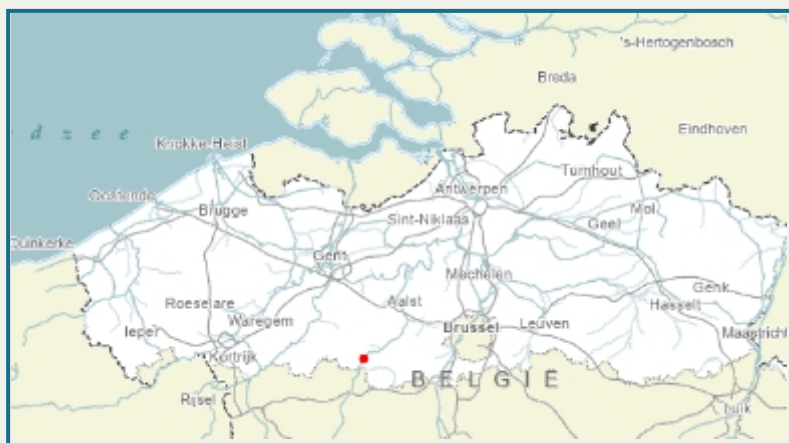 's-Hertogenbosch
Breda
Eindhoven
d z e e
Knokke-Heist
Turnhout
Antwerpen
Oostende
Brugge
Sint-Niklaas
Geel
Mol
Duinkerke
Gent
Mechelen
Genk
Roeselare
Aalst
Hasselt
Ieper
Waregem
Brussel
Leuven
Maastricht
Kortrijk
BELGIË
Rijsel
Luik